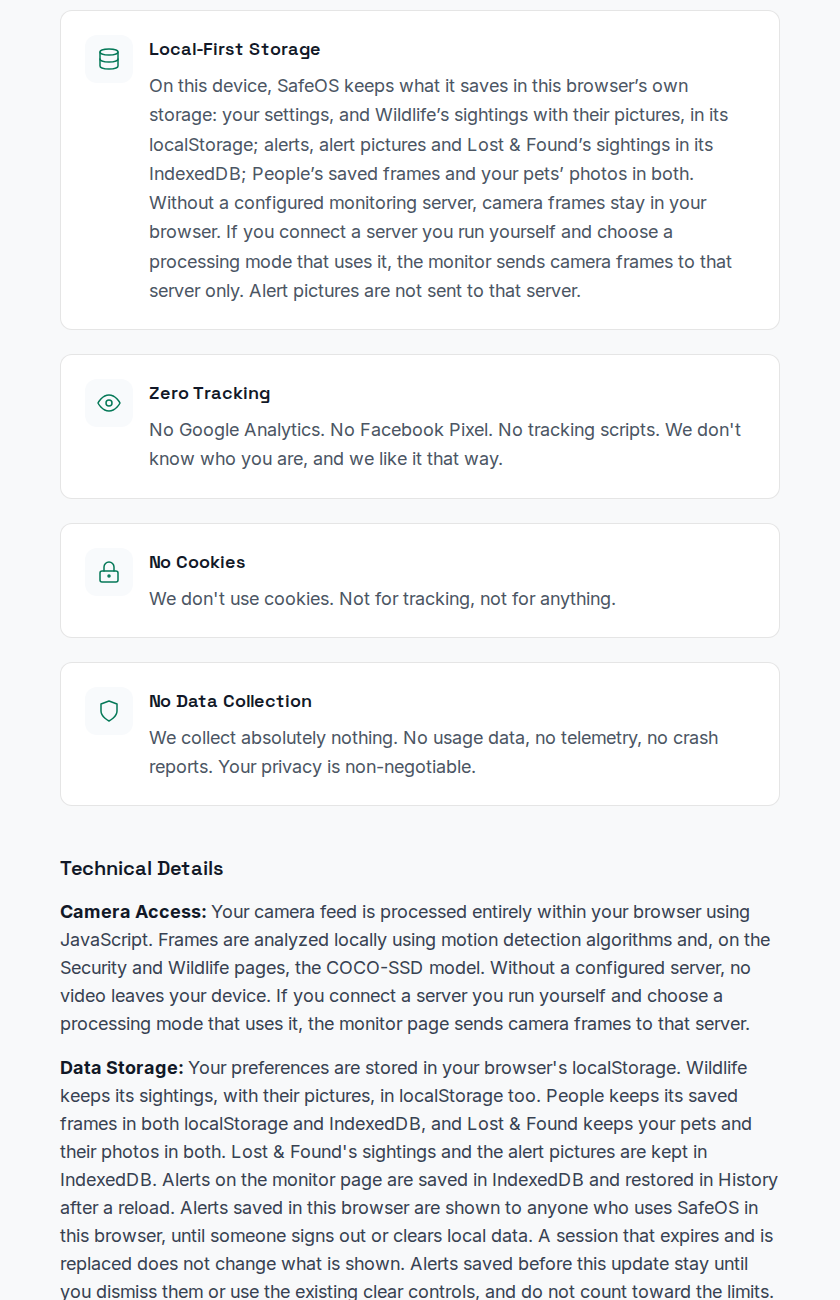 Local-First Storage
On this device, SafeOS keeps what it saves in this browser’s own
storage: your settings, and Wildlife’s sightings with their pictures, in its
localStorage; alerts, alert pictures and Lost & Found’s sightings in its
IndexedDB; People’s saved frames and your pets’ photos in both.
Without a configured monitoring server, camera frames stay in your
browser. If you connect a server you run yourself and choose a
processing mode that uses it, the monitor sends camera frames to that
server only. Alert pictures are not sent to that server.
Zero Tracking
No Google Analytics. No Facebook Pixel. No tracking scripts. We don't
know who you are, and we like it that way.
No Cookies
We don't use cookies. Not for tracking, not for anything.
No Data Collection
We collect absolutely nothing. No usage data, no telemetry, no crash
reports. Your privacy is non-negotiable.
Technical Details
Camera Access: Your camera feed is processed entirely within your browser using
JavaScript. Frames are analyzed locally using motion detection algorithms and, on the
Security and Wildlife pages, the COCO-SSD model. Without a configured server, no
video leaves your device. If you connect a server you run yourself and choose a
processing mode that uses it, the monitor page sends camera frames to that server.
Data Storage: Your preferences are stored in your browser's localStorage. Wildlife
keeps its sightings, with their pictures, in localStorage too. People keeps its saved
frames in both localStorage and IndexedDB, and Lost & Found keeps your pets and
their photos in both. Lost & Found's sightings and the alert pictures are kept in
IndexedDB. Alerts on the monitor page are saved in IndexedDB and restored in History
after a reload. Alerts saved in this browser are shown to anyone who uses SafeOS in
this browser, until someone signs out or clears local data. A session that expires and is
replaced does not change what is shown. Alerts saved before this update stay until
you dismiss them or use the existing clear controls, and do not count toward the limits.